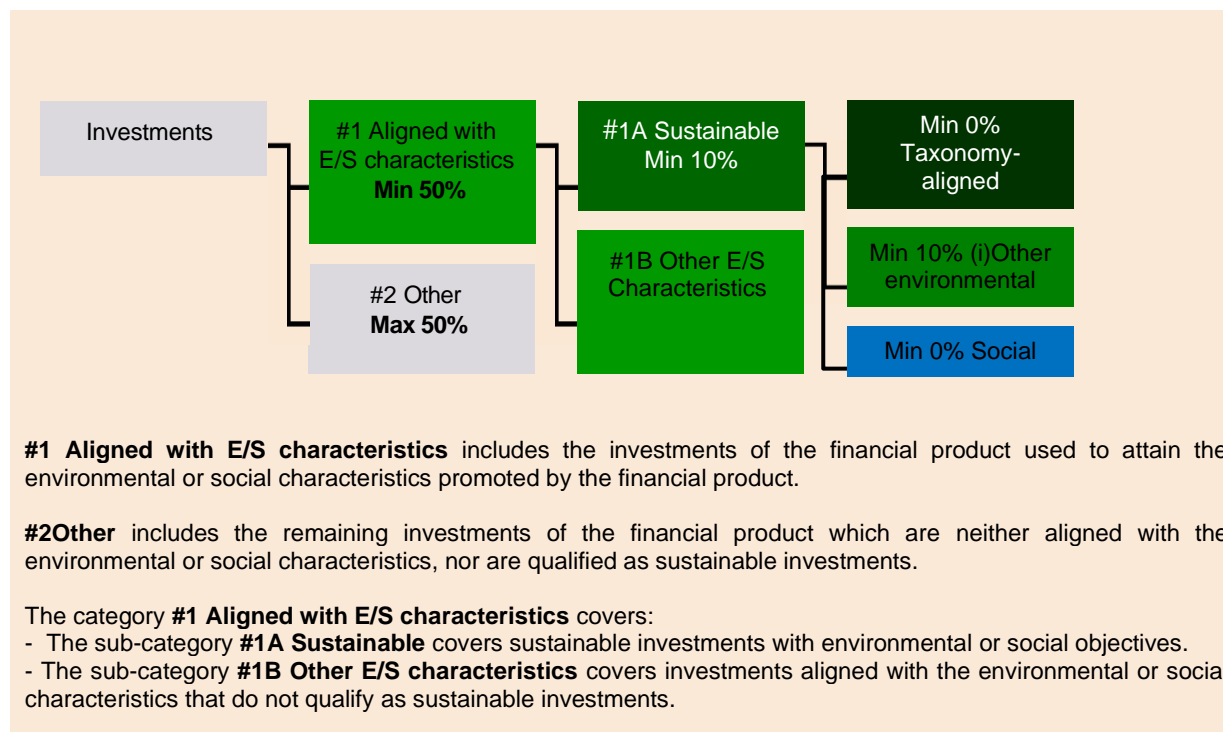 Investments
#1 Aligned with
E/S characteristics
Min 50%
#2 Other
Max 50%
#1A Sustainable
Min 10%
#1B Other E/S
Characteristics
Min 0%
Taxonomy-
aligned
Min 10% (i)Other
environmental
Min 0% Social
#1 Aligned with E/S characteristics includes the investments of the financial product used to attain the
environmental or social characteristics promoted by the financial product.
#2Other includes the remaining investments of the financial product which are neither aligned with the
environmental or social characteristics, nor are qualified as sustainable investments.
The category #1 Aligned with E/S characteristics covers:
- The sub-category #1A Sustainable covers sustainable investments with environmental or social objectives.
- The sub-category #1B Other E/S characteristics covers investments aligned with the environmental or social
characteristics that do not qualify as sustainable investments.